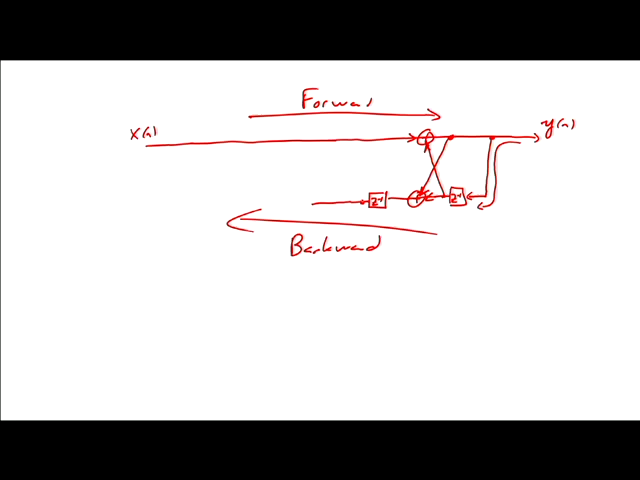 Forward
x(n)
y(n)
z⁻¹
z⁻¹
Backward